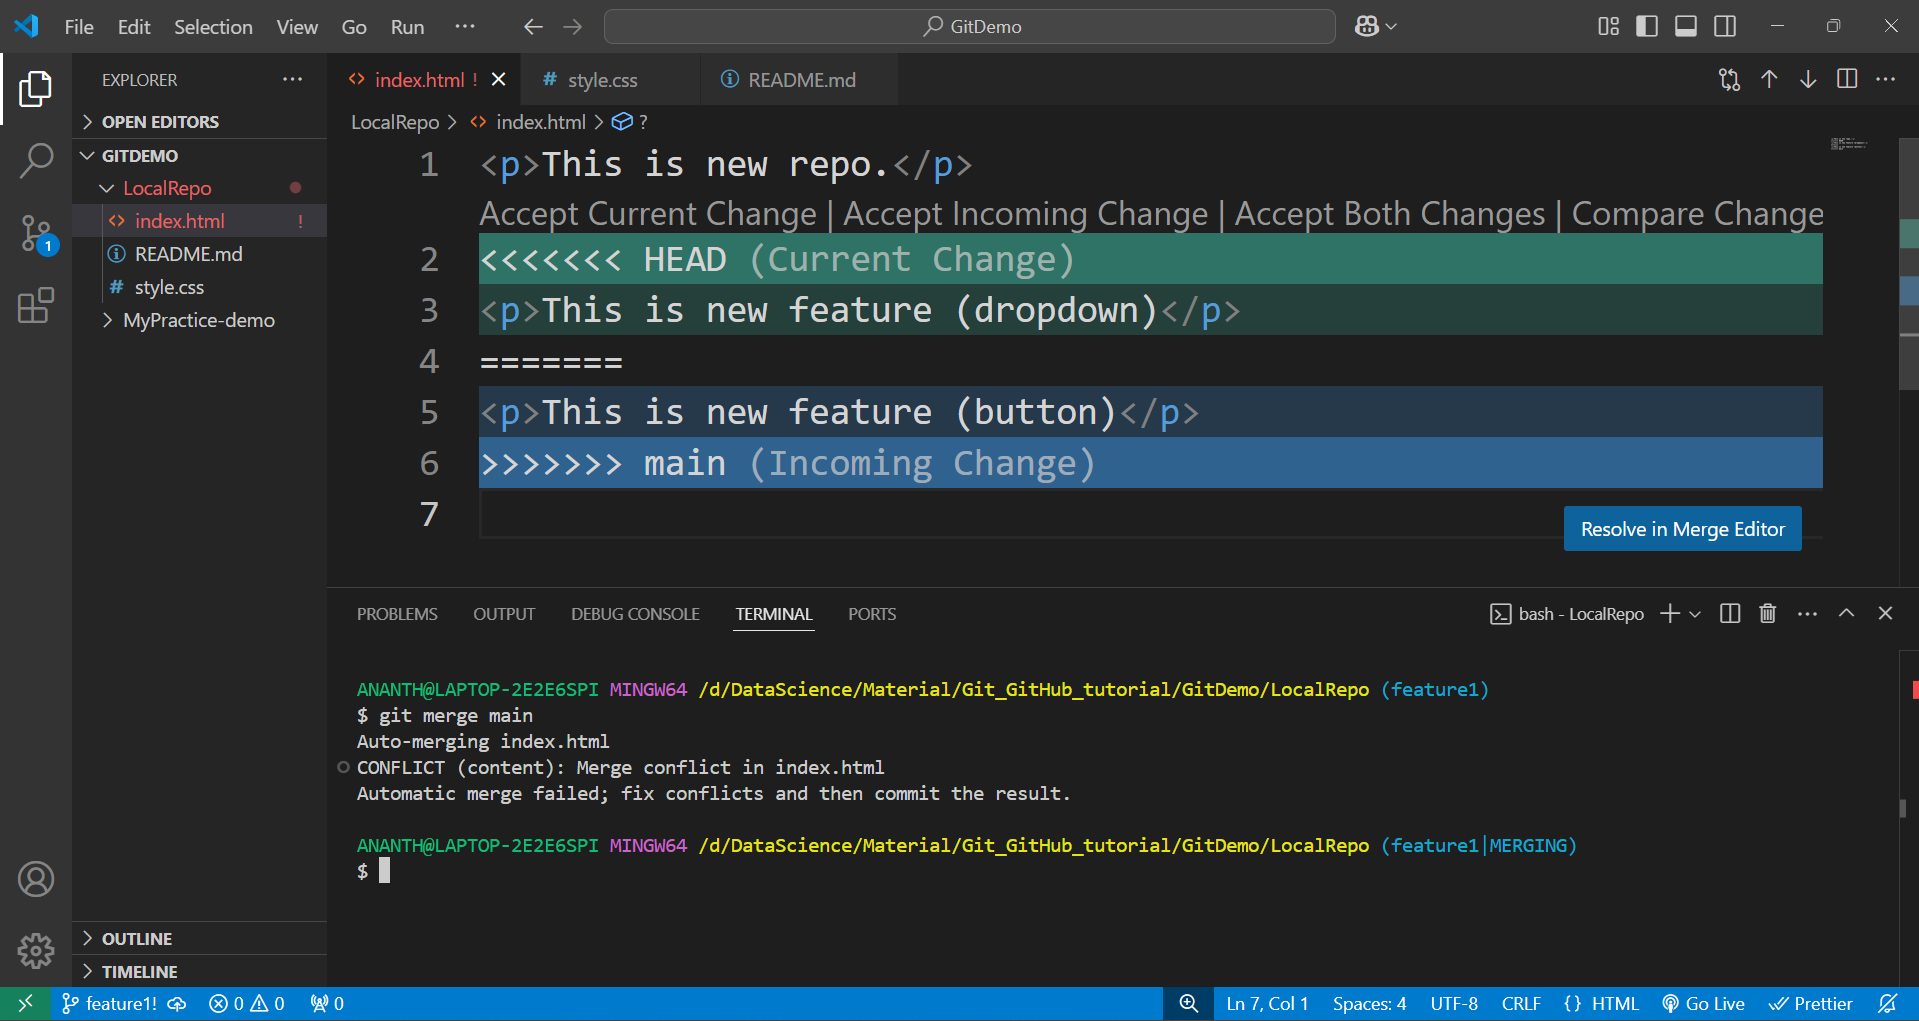 File Edit Selection View Go Run ··· GitDemo
EXPLORER ···
OPEN EDITORS
GITDEMO
LocalRepo
<> index.html !
README.md
# style.css
MyPractice-demo
OUTLINE
TIMELINE
1
<> index.html ! # style.css README.md
LocalRepo > <> index.html > ?
1 <p>This is new repo.</p>
Accept Current Change | Accept Incoming Change | Accept Both Changes | Compare Change
2 <<<<<<< HEAD (Current Change)
3 <p>This is new feature (dropdown)</p>
4 =======
5 <p>This is new feature (button)</p>
6 >>>>>>> main (Incoming Change)
7
Resolve in Merge Editor
PROBLEMS OUTPUT DEBUG CONSOLE TERMINAL PORTS bash - LocalRepo
ANANTH@LAPTOP-2E2E6SPI MINGW64 /d/DataScience/Material/Git_GitHub_tutorial/GitDemo/LocalRepo (feature1)
$ git merge main
Auto-merging index.html
CONFLICT (content): Merge conflict in index.html
Automatic merge failed; fix conflicts and then commit the result.
ANANTH@LAPTOP-2E2E6SPI MINGW64 /d/DataScience/Material/Git_GitHub_tutorial/GitDemo/LocalRepo (feature1|MERGING)
$
feature1! 0 0 0 Ln 7, Col 1 Spaces: 4 UTF-8 CRLF {} HTML Go Live Prettier